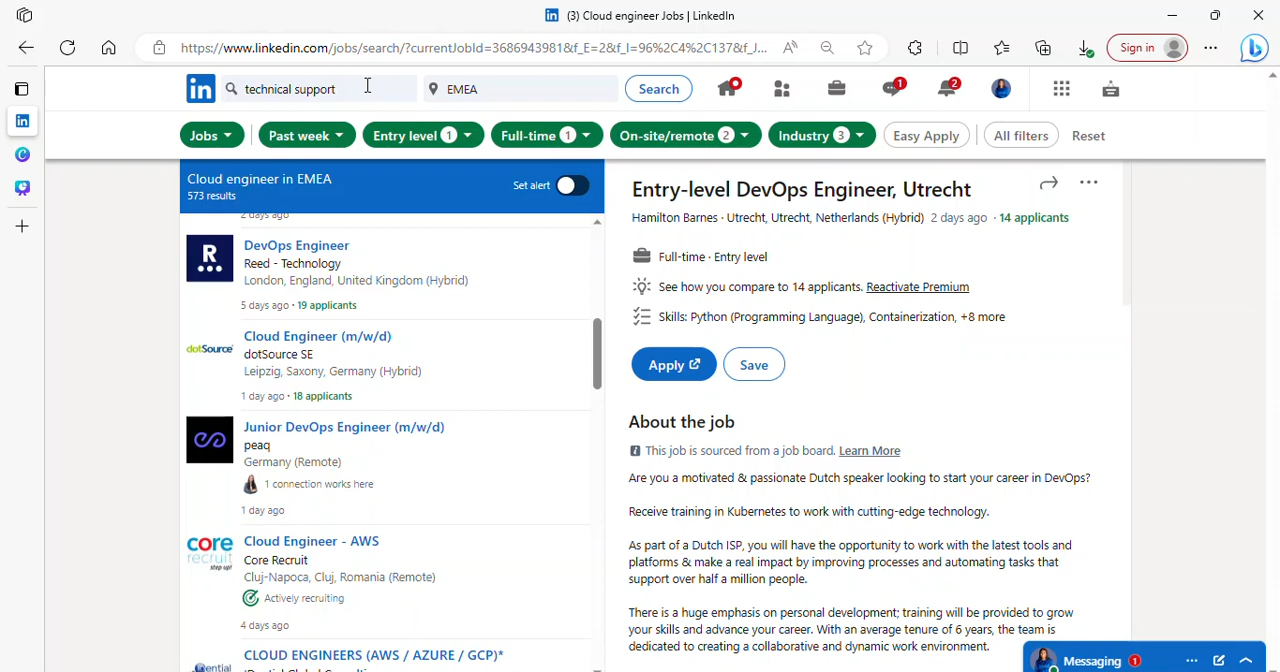 (3) Cloud engineer Jobs | LinkedIn
https://www.linkedin.com/jobs/search/?currentJobId=3686943981&f_E=2&f_I=96%2C4%2C137&f_J...
Sign in
in technical support EMEA Search 1 2
Jobs Past week Entry level 1 Full-time 1 On-site/remote 2 Industry 3 Easy Apply All filters Reset
Cloud engineer in EMEA
573 results
Set alert
2 days ago
R
DevOps Engineer
Reed - Technology
London, England, United Kingdom (Hybrid)
5 days ago · 19 applicants
dotSource
Cloud Engineer (m/w/d)
dotSource SE
Leipzig, Saxony, Germany (Hybrid)
1 day ago · 18 applicants
Junior DevOps Engineer (m/w/d)
peaq
Germany (Remote)
1 connection works here
1 day ago
core
recruit
step up!
Cloud Engineer - AWS
Core Recruit
Cluj-Napoca, Cluj, Romania (Remote)
Actively recruiting
4 days ago
CLOUD ENGINEERS (AWS / AZURE / GCP)*
Entry-level DevOps Engineer, Utrecht
Hamilton Barnes · Utrecht, Utrecht, Netherlands (Hybrid) 2 days ago · 14 applicants
Full-time · Entry level
See how you compare to 14 applicants. Reactivate Premium
Skills: Python (Programming Language), Containerization, +8 more
Apply Save
About the job
This job is sourced from a job board. Learn More
Are you a motivated & passionate Dutch speaker looking to start your career in DevOps?
Receive training in Kubernetes to work with cutting-edge technology.
As part of a Dutch ISP, you will have the opportunity to work with the latest tools and
platforms & make a real impact by improving processes and automating tasks that
support over half a million people.
There is a huge emphasis on personal development; training will be provided to grow
your skills and advance your career. With an average tenure of 6 years, the team is
dedicated to creating a collaborative and dynamic work environment.
Messaging 1